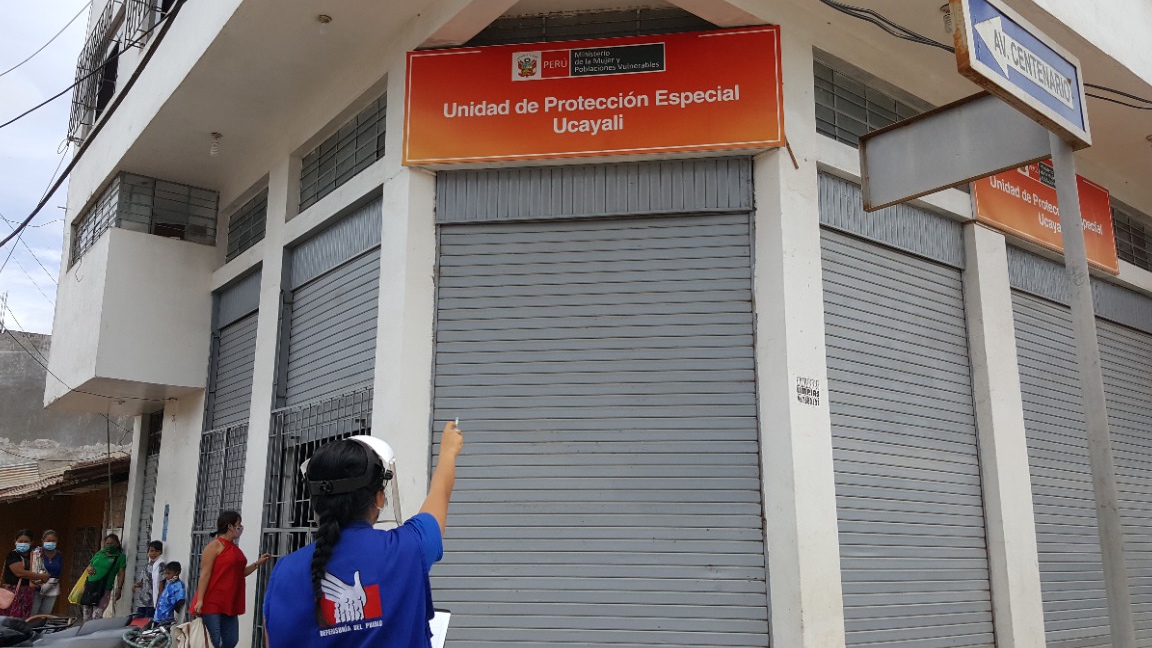 PERÚ
Ministerio
de la Mujer y
Poblaciones Vulnerables
Unidad de Protección Especial
Ucayali
AV. CENTENARIO
Unidad de Protección Especial
Ucayali
DEFENSORÍA DEL PUEBLO